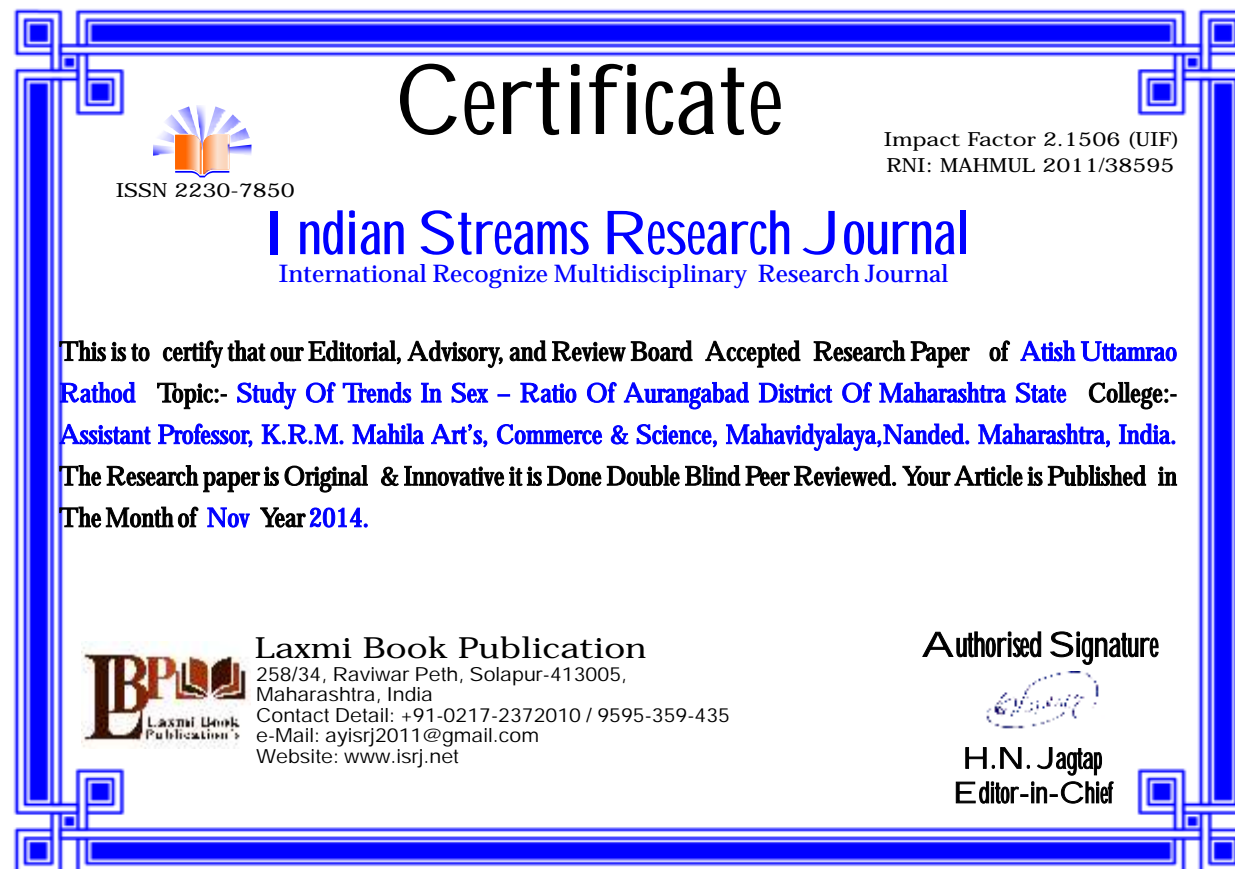 Certificate
Impact Factor 2.1506 (UIF)
RNI: MAHMUL 2011/38595
ISSN 2230-7850
Indian Streams Research Journal
International Recognize Multidisciplinary Research Journal
This is to certify that our Editorial, Advisory, and Review Board Accepted Research Paper of Atish Uttamrao
Rathod Topic:- Study Of Trends In Sex – Ratio Of Aurangabad District Of Maharashtra State College:-
Assistant Professor, K.R.M. Mahila Art's, Commerce & Science, Mahavidyalaya,Nanded. Maharashtra, India.
The Research paper is Original & Innovative it is Done Double Blind Peer Reviewed. Your Article is Published in
The Month of Nov Year 2014.
LBP
Laxmi Book
Publication's
Laxmi Book Publication
258/34, Raviwar Peth, Solapur-413005,
Maharashtra, India
Contact Detail: +91-0217-2372010 / 9595-359-435
e-Mail: ayisrj2011@gmail.com
Website: www.isrj.net
Authorised Signature
H.N. Jagtap
Editor-in-Chief